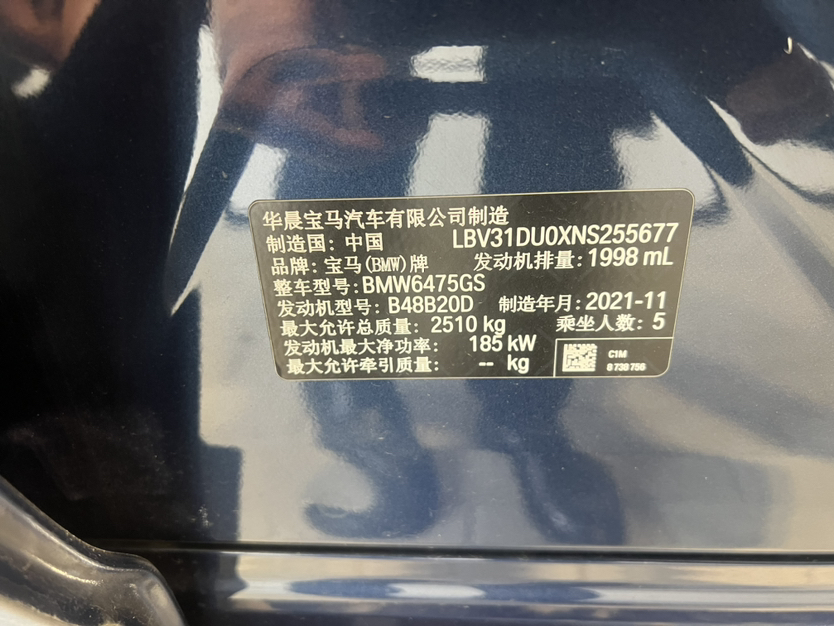 华晨宝马汽车有限公司制造
制造国: 中国 LBV31DU0XNS255677
品牌: 宝马(BMW)牌 发动机排量: 1998 mL
整车型号: BMW6475GS
发动机型号: B48B20D 制造年月: 2021-11
最大允许总质量: 2510 kg 乘坐人数: 5
发动机最大净功率: 185 kW
最大允许牵引质量: -- kg
C1M
8 738 756